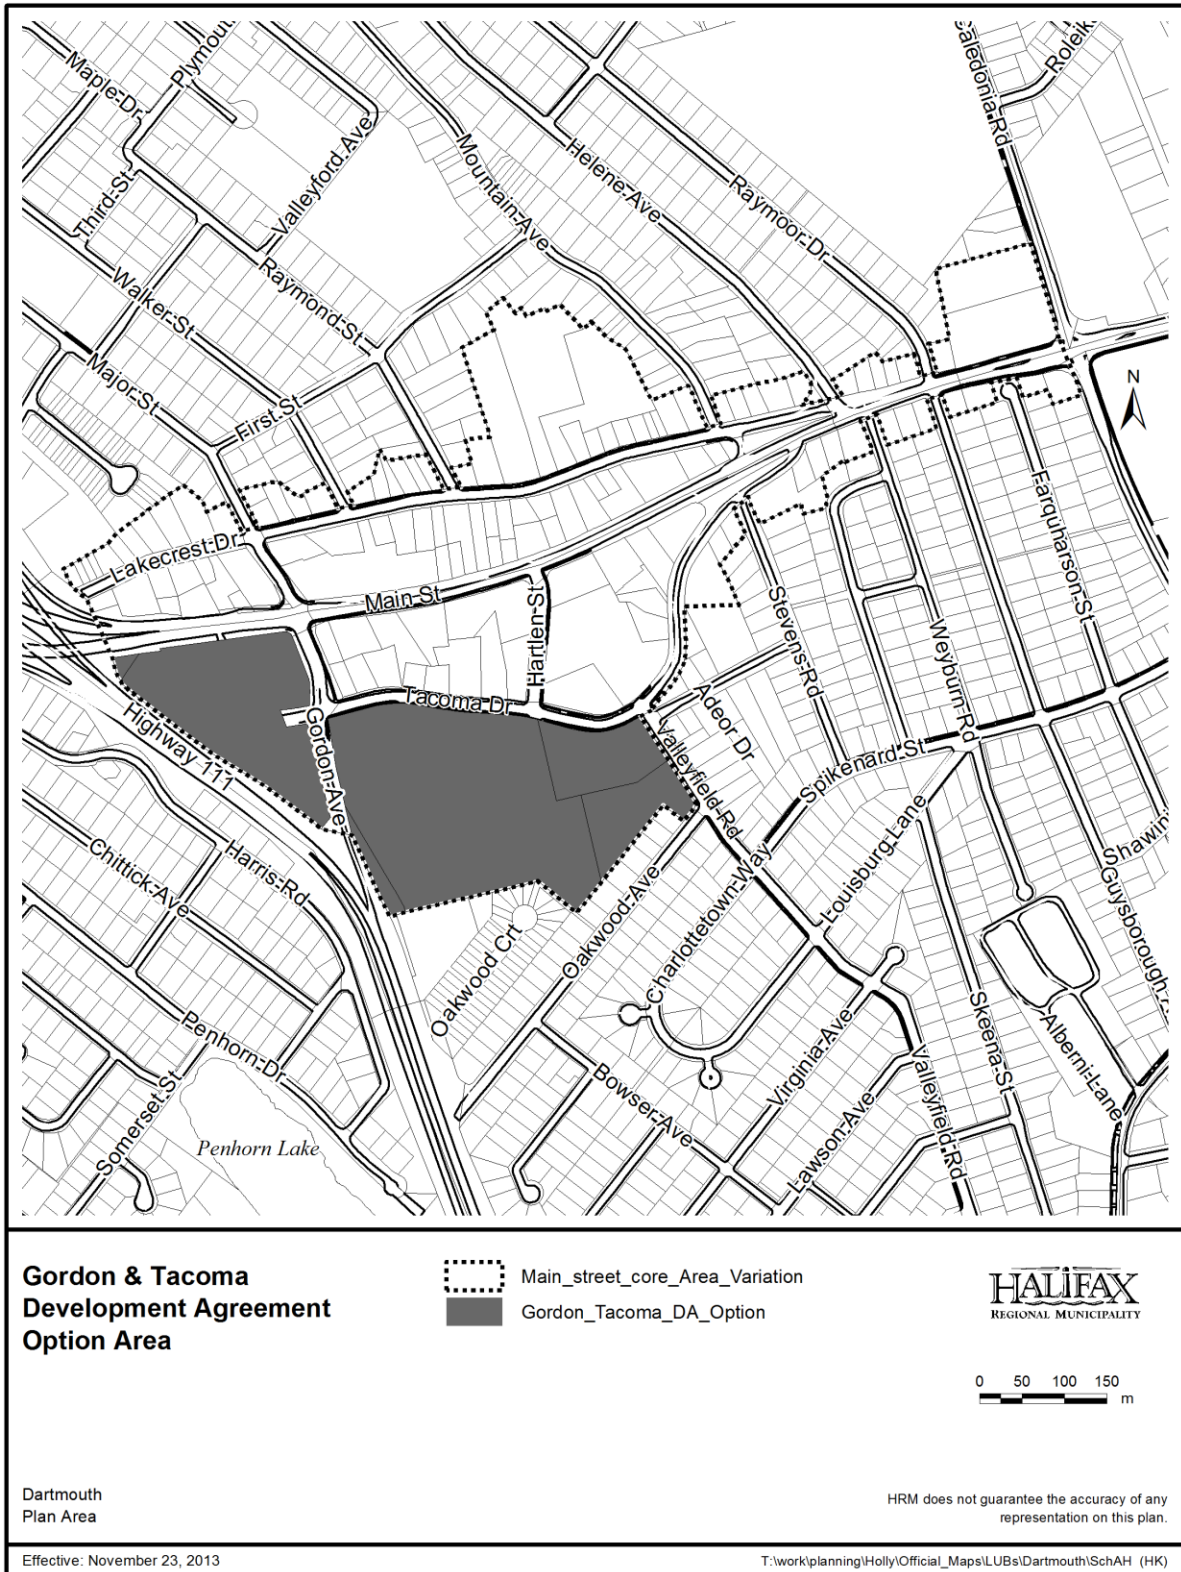 Maple Dr
Plymou
Caledonia Rd
Roleik
Third St
Valleyford Ave
Mountain Ave
Helene Ave
Raymoor Dr
Walker St
Raymond St
Major St
First St
N
Lakecrest Dr
Main St
Hartlen St
Farquharson St
Stevens Rd
Weyburn Rd
Tacoma Dr
Adeor Dr
Gordon Ave
Highway 111
Valleyfield Rd
Spikenard St
Louisburg Lane
Shawini
Guysborough A
Harris Rd
Chittick Ave
Charlottetown Way
Oakwood Ave
Oakwood Crt
Penhorn Dr
Skeena St
Albermi Lane
Virginia Ave
Bowser Ave
Lawson Ave
Valleyfield Rd
Somerset St
Penhorn Lake
Gordon & Tacoma
Development Agreement
Option Area
Main_street_core_Area_Variation
Gordon_Tacoma_DA_Option
HALIFAX
REGIONAL MUNICIPALITY
0 50 100 150
m
Dartmouth
Plan Area
HRM does not guarantee the accuracy of any
representation on this plan.
Effective: November 23, 2013
T:\work\planning\Holly\Official_Maps\LUBs\Dartmouth\SchAH (HK)